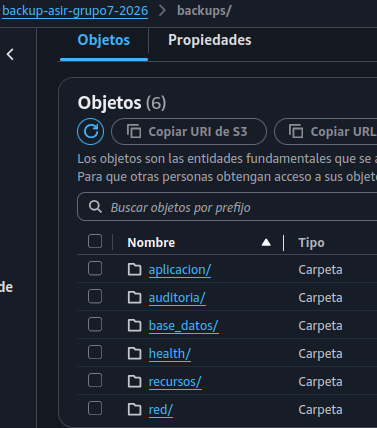 backup-asir-grupo7-2026 > backups/
Objetos Propiedades
Objetos (6)
Copiar URI de S3 Copiar URL
Los objetos son las entidades fundamentales que se a
Para que otras personas obtengan acceso a sus objeto
Buscar objetos por prefijo
Nombre Tipo
aplicacion/ Carpeta
auditoria/ Carpeta
de
base_datos/ Carpeta
health/ Carpeta
recursos/ Carpeta
red/ Carpeta